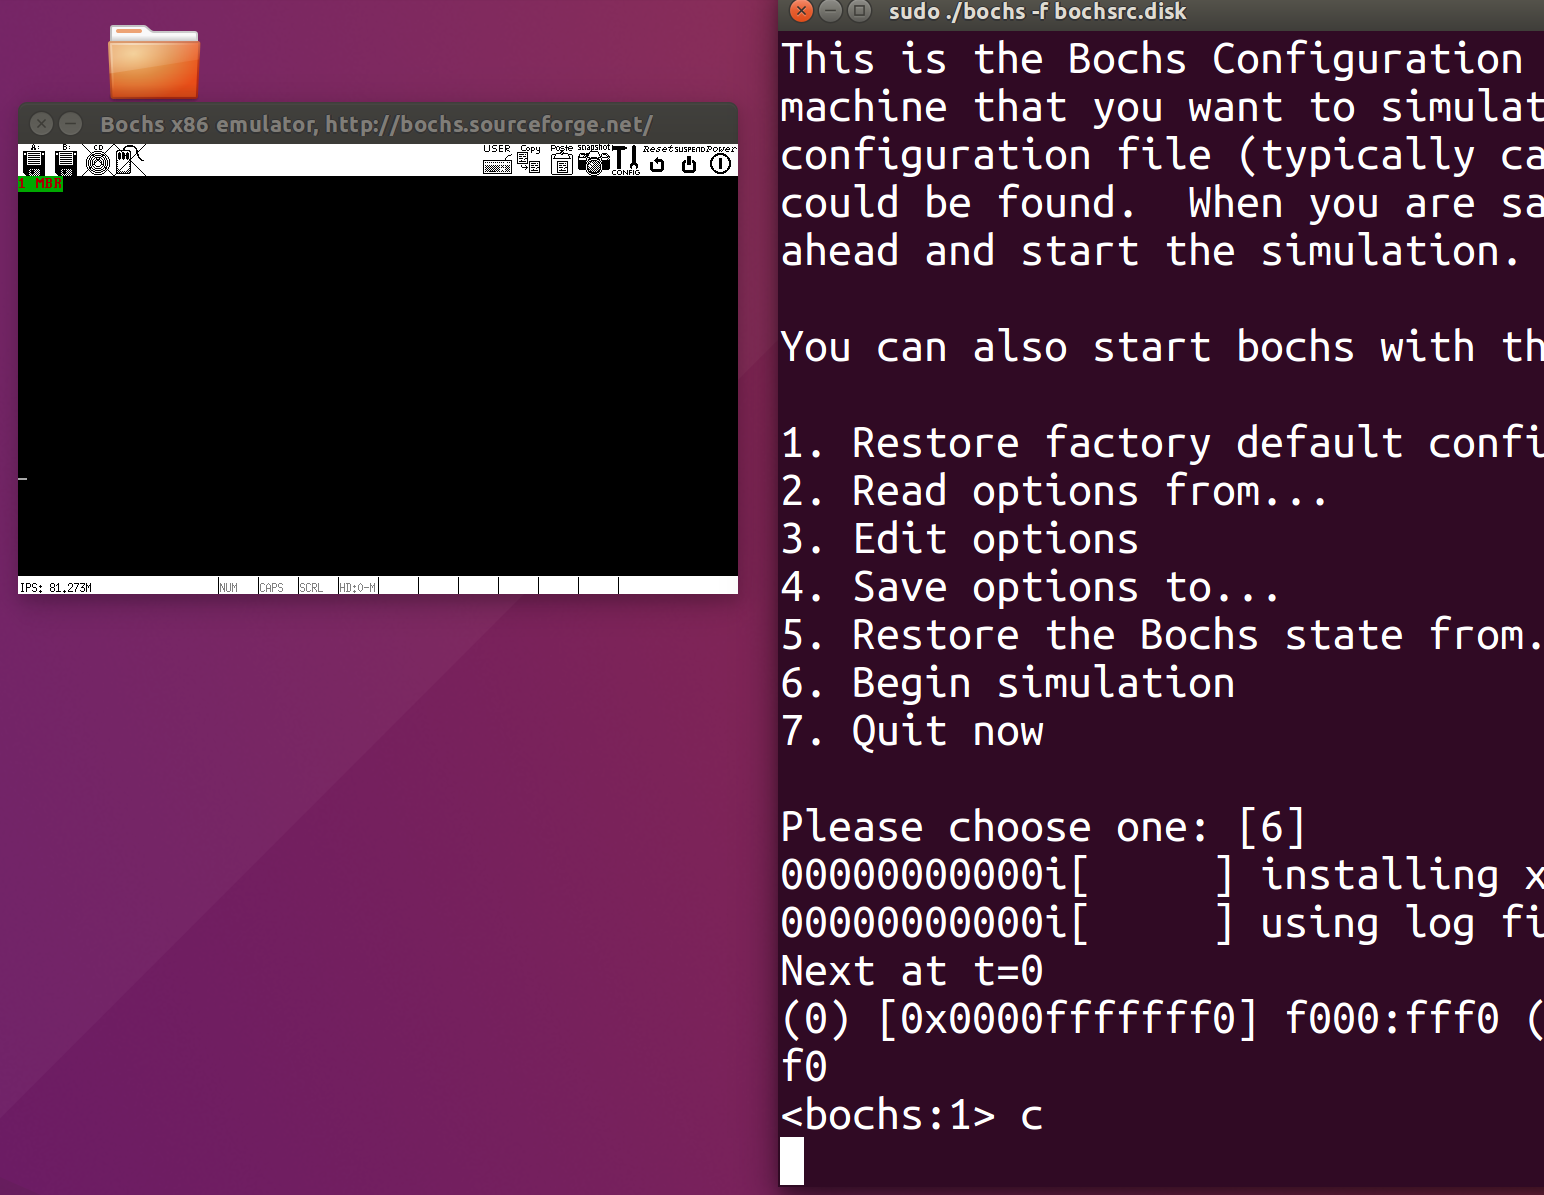 Bochs x86 emulator, http://bochs.sourceforge.net/
A: B: CD USER Copy Paste snapshot CONFIG Reset SUSPEND Power
1 MBR
IPS: 81.273M NUM CAPS SCRL HD:0-M
sudo ./bochs -f bochsrc.disk
This is the Bochs Configuration
machine that you want to simulat
configuration file (typically ca
could be found.  When you are sa
ahead and start the simulation.
You can also start bochs with th
1. Restore factory default confi
2. Read options from...
3. Edit options
4. Save options to...
5. Restore the Bochs state from.
6. Begin simulation
7. Quit now
Please choose one: [6]
00000000000i[      ] installing x
00000000000i[      ] using log fi
Next at t=0
(0) [0x0000fffffff0] f000:fff0 (
f0
<bochs:1> c